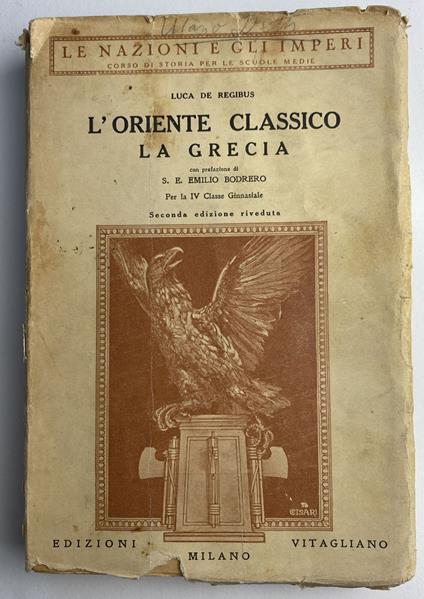 LE NAZIONI E GLI IMPERI
CORSO DI STORIA PER LE SCUOLE MEDIE
LUCA DE REGIBUS
L'ORIENTE CLASSICO
LA GRECIA
con prefazione di
S. E. EMILIO BODRERO
Per la IV Classe Ginnasiale
Seconda edizione riveduta
CISARI
EDIZIONI VITAGLIANO
MILANO